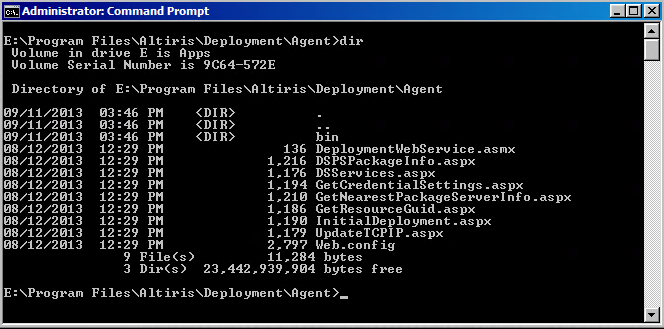 Administrator: Command Prompt
E:\Program Files\Altiris\Deployment\Agent>dir
 Volume in drive E is Apps
 Volume Serial Number is 9C64-572E
 Directory of E:\Program Files\Altiris\Deployment\Agent
09/11/2013  03:46 PM    <DIR>          .
09/11/2013  03:46 PM    <DIR>          ..
09/11/2013  03:46 PM    <DIR>          bin
08/12/2013  12:29 PM               136 DeploymentWebService.asmx
08/12/2013  12:29 PM             1,216 DSPSPackageInfo.aspx
08/12/2013  12:29 PM             1,176 DSServices.aspx
08/12/2013  12:29 PM             1,194 GetCredentialSettings.aspx
08/12/2013  12:29 PM             1,210 GetNearestPackageServerInfo.aspx
08/12/2013  12:29 PM             1,186 GetResourceGuid.aspx
08/12/2013  12:29 PM             1,190 InitialDeployment.aspx
08/12/2013  12:29 PM             1,179 UpdateTCPIP.aspx
08/12/2013  12:29 PM             2,797 Web.config
               9 File(s)         11,284 bytes
               3 Dir(s)  23,442,939,904 bytes free
E:\Program Files\Altiris\Deployment\Agent>_